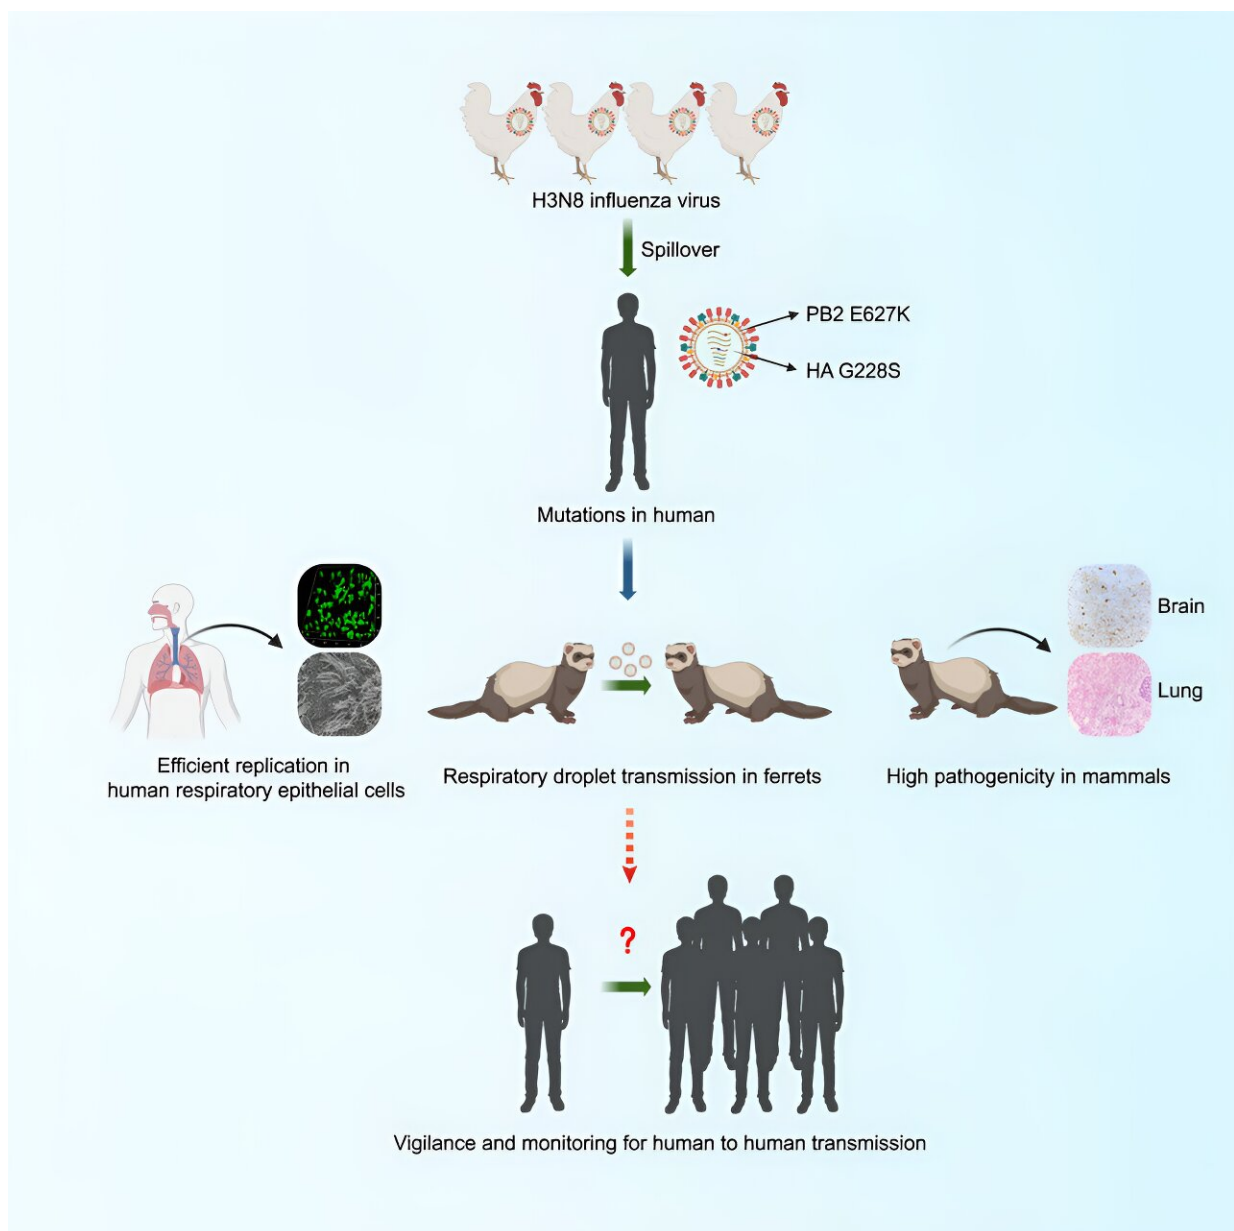 H3N8 influenza virus
Spillover
PB2 E627K
HA G228S
Mutations in human
Brain
Lung
Efficient replication in
human respiratory epithelial cells
Respiratory droplet transmission in ferrets
High pathogenicity in mammals
?
Vigilance and monitoring for human to human transmission